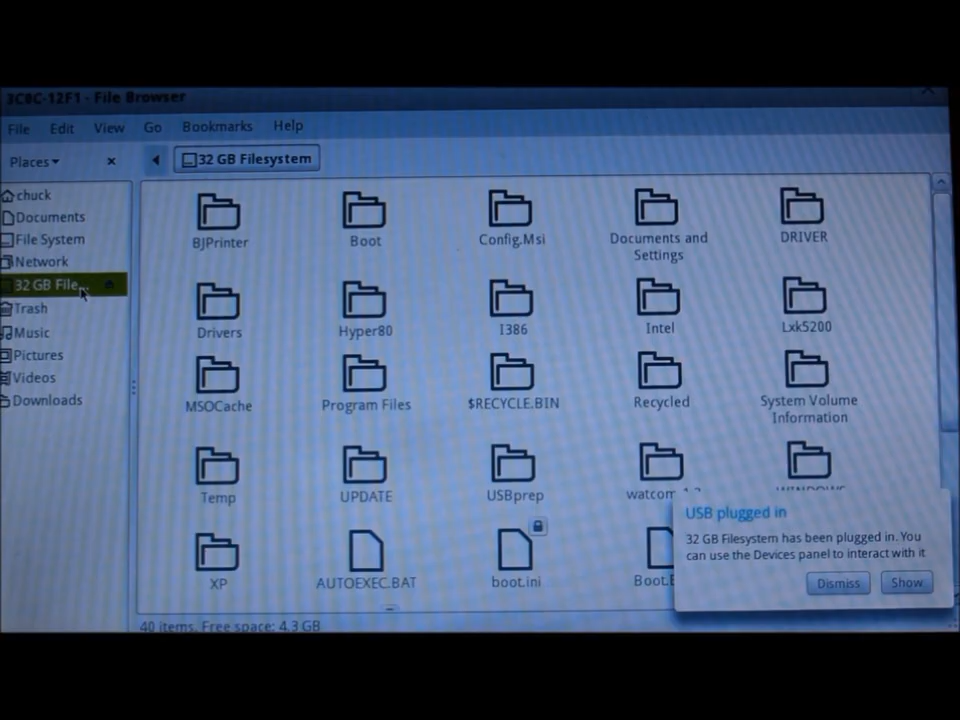 3C8C-12F1 - File Browser
File Edit View Go Bookmarks Help
Places
32 GB Filesystem
chuck
Documents
File System
Network
32 GB File...
Trash
Music
Pictures
Videos
Downloads
BJPrinter Boot Config.Msi Documents and Settings DRIVER
Drivers Hyper80 I386 Intel Lxk5200
MSOCache Program Files $RECYCLE.BIN Recycled System Volume Information
Temp UPDATE USBprep WINDOWS
XP AUTOEXEC.BAT boot.ini
USB plugged in
32 GB Filesystem has been plugged in. You
can use the Devices panel to interact with it
Dismiss Show
40 items, Free space: 4.3 GB